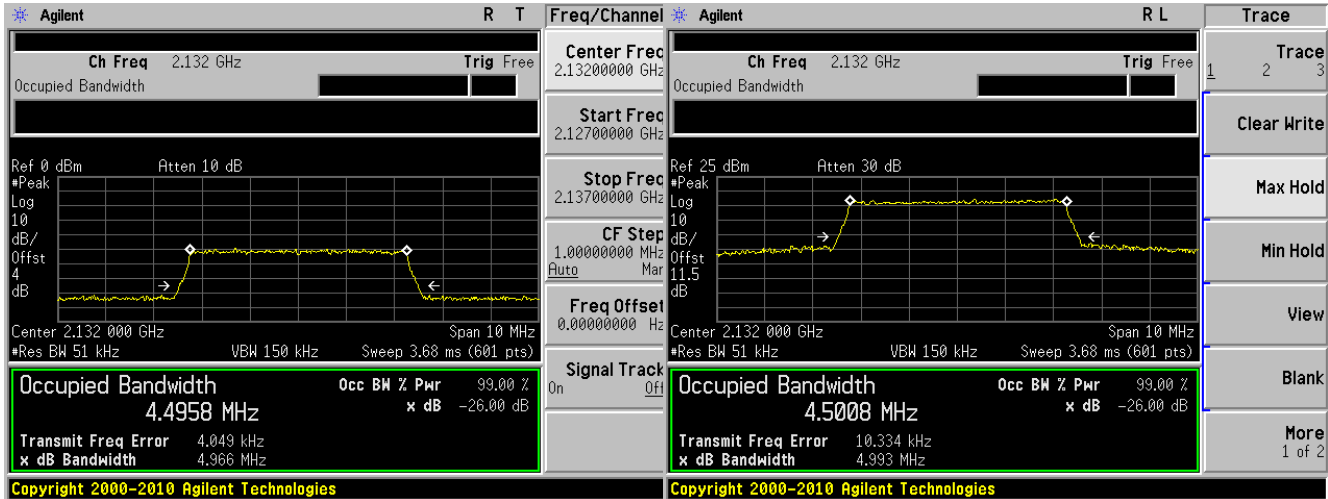 Agilent R T
Ch Freq 2.132 GHz Trig Free
Occupied Bandwidth
Ref 0 dBm Atten 10 dB
#Peak
Log
10
dB/
Offst
4
dB
Center 2.132 000 GHz Span 10 MHz
#Res BW 51 kHz VBW 150 kHz Sweep 3.68 ms (601 pts)
Occupied Bandwidth Occ BW % Pwr 99.00 %
4.4958 MHz x dB -26.00 dB
Transmit Freq Error 4.049 kHz
x dB Bandwidth 4.966 MHz
Copyright 2000-2010 Agilent Technologies
Freq/Channel
Center Freq
2.13200000 GHz
Start Freq
2.12700000 GHz
Stop Freq
2.13700000 GHz
CF Step
1.00000000 MHz
Auto Man
Freq Offset
0.00000000 Hz
Signal Track
On Off
Agilent R L
Ch Freq 2.132 GHz Trig Free
Occupied Bandwidth
Ref 25 dBm Atten 30 dB
#Peak
Log
10
dB/
Offst
11.5
dB
Center 2.132 000 GHz Span 10 MHz
#Res BW 51 kHz VBW 150 kHz Sweep 3.68 ms (601 pts)
Occupied Bandwidth Occ BW % Pwr 99.00 %
4.5008 MHz x dB -26.00 dB
Transmit Freq Error 10.334 kHz
x dB Bandwidth 4.993 MHz
Copyright 2000-2010 Agilent Technologies
Trace
Trace
1 2 3
Clear Write
Max Hold
Min Hold
View
Blank
More
1 of 2